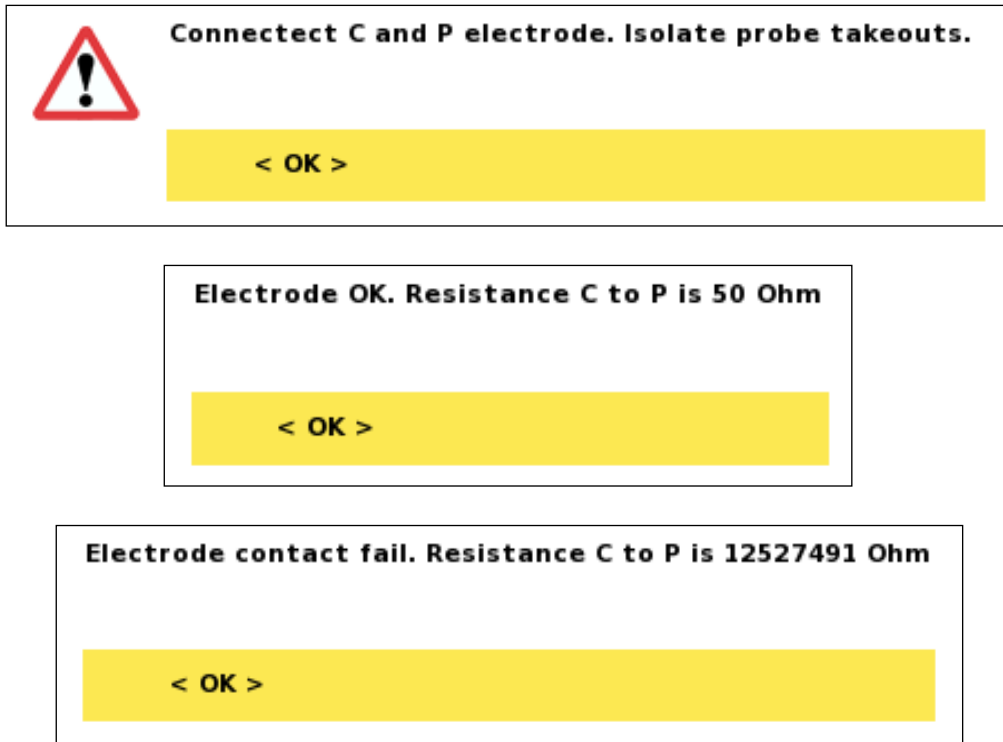 Connectect C and P electrode. Isolate probe takeouts.
< OK >
Electrode OK. Resistance C to P is 50 Ohm
< OK >
Electrode contact fail. Resistance C to P is 12527491 Ohm
< OK >